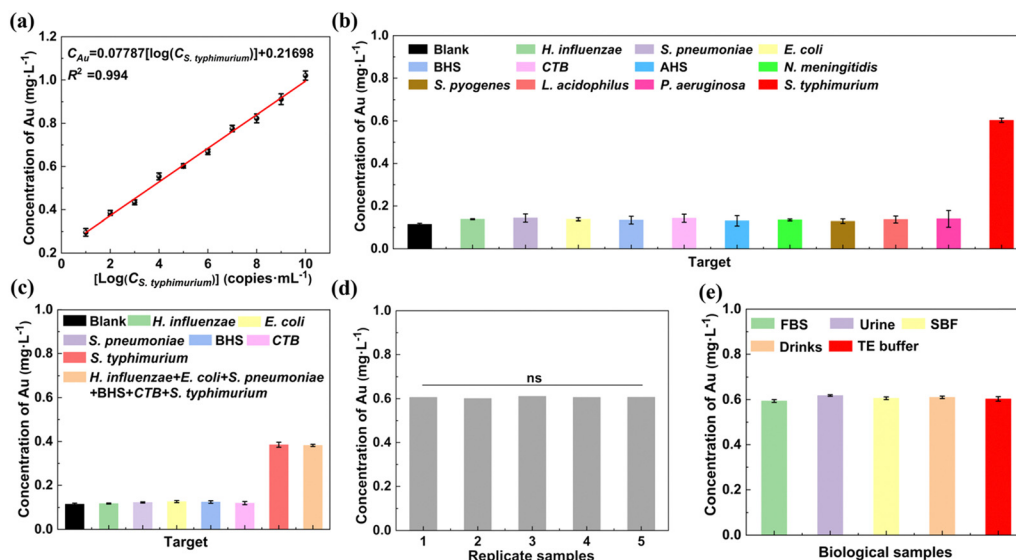 (a)
C_Au=0.07787[log(C_S. typhimurium)]+0.21698
R² =0.994
Concentration of Au (mg·L⁻¹)
1.2
1.0
0.8
0.6
0.4
0.2
0 2 4 6 8 10
[Log(C_S. typhimurium)] (copies·mL⁻¹)
(b)
Blank H. influenzae S. pneumoniae E. coli
BHS CTB AHS N. meningitidis
S. pyogenes L. acidophilus P. aeruginosa S. typhimurium
Concentration of Au (mg·L⁻¹)
1.0
0.8
0.6
0.4
0.2
0.0
Target
(c)
Blank H. influenzae E. coli
S. pneumoniae BHS CTB
S. typhimurium
H. influenzae+E. coli+S. pneumoniae
+BHS+CTB+S. typhimurium
Concentration of Au (mg·L⁻¹)
1.0
0.8
0.6
0.4
0.2
0.0
Target
(d)
ns
Concentration of Au (mg·L⁻¹)
1.0
0.8
0.6
0.4
0.2
0.0
1 2 3 4 5
Replicate samples
(e)
FBS Urine SBF
Drinks TE buffer
Concentration of Au (mg·L⁻¹)
1.0
0.8
0.6
0.4
0.2
0.0
Biological samples